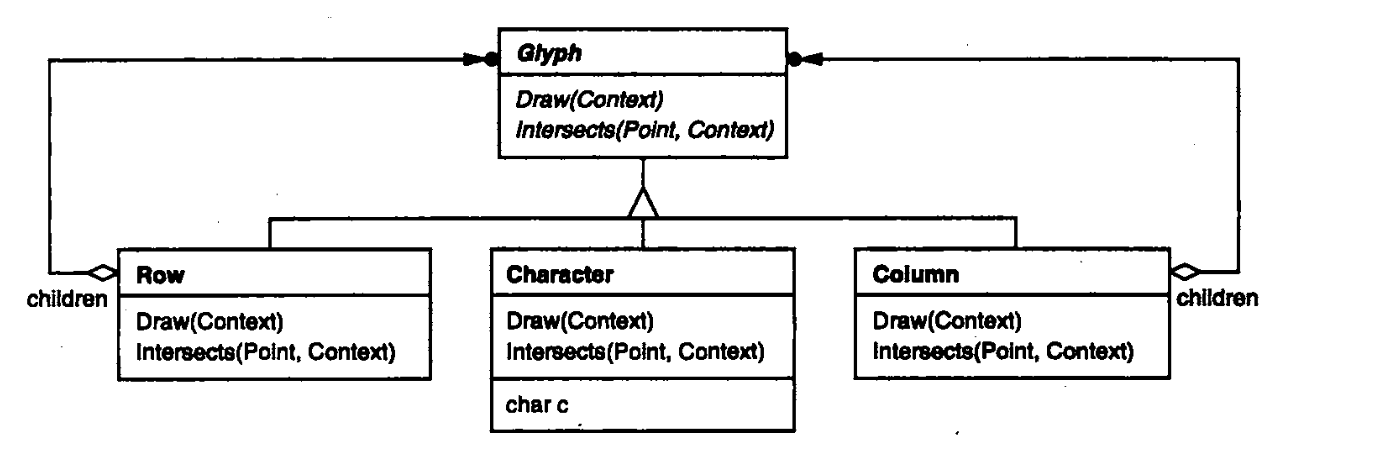 Glyph
Draw(Context)
Intersects(Point, Context)
Row
Draw(Context)
Intersects(Point, Context)
children
Character
Draw(Context)
Intersects(Point, Context)
char c
Column
Draw(Context)
Intersects(Point, Context)
children